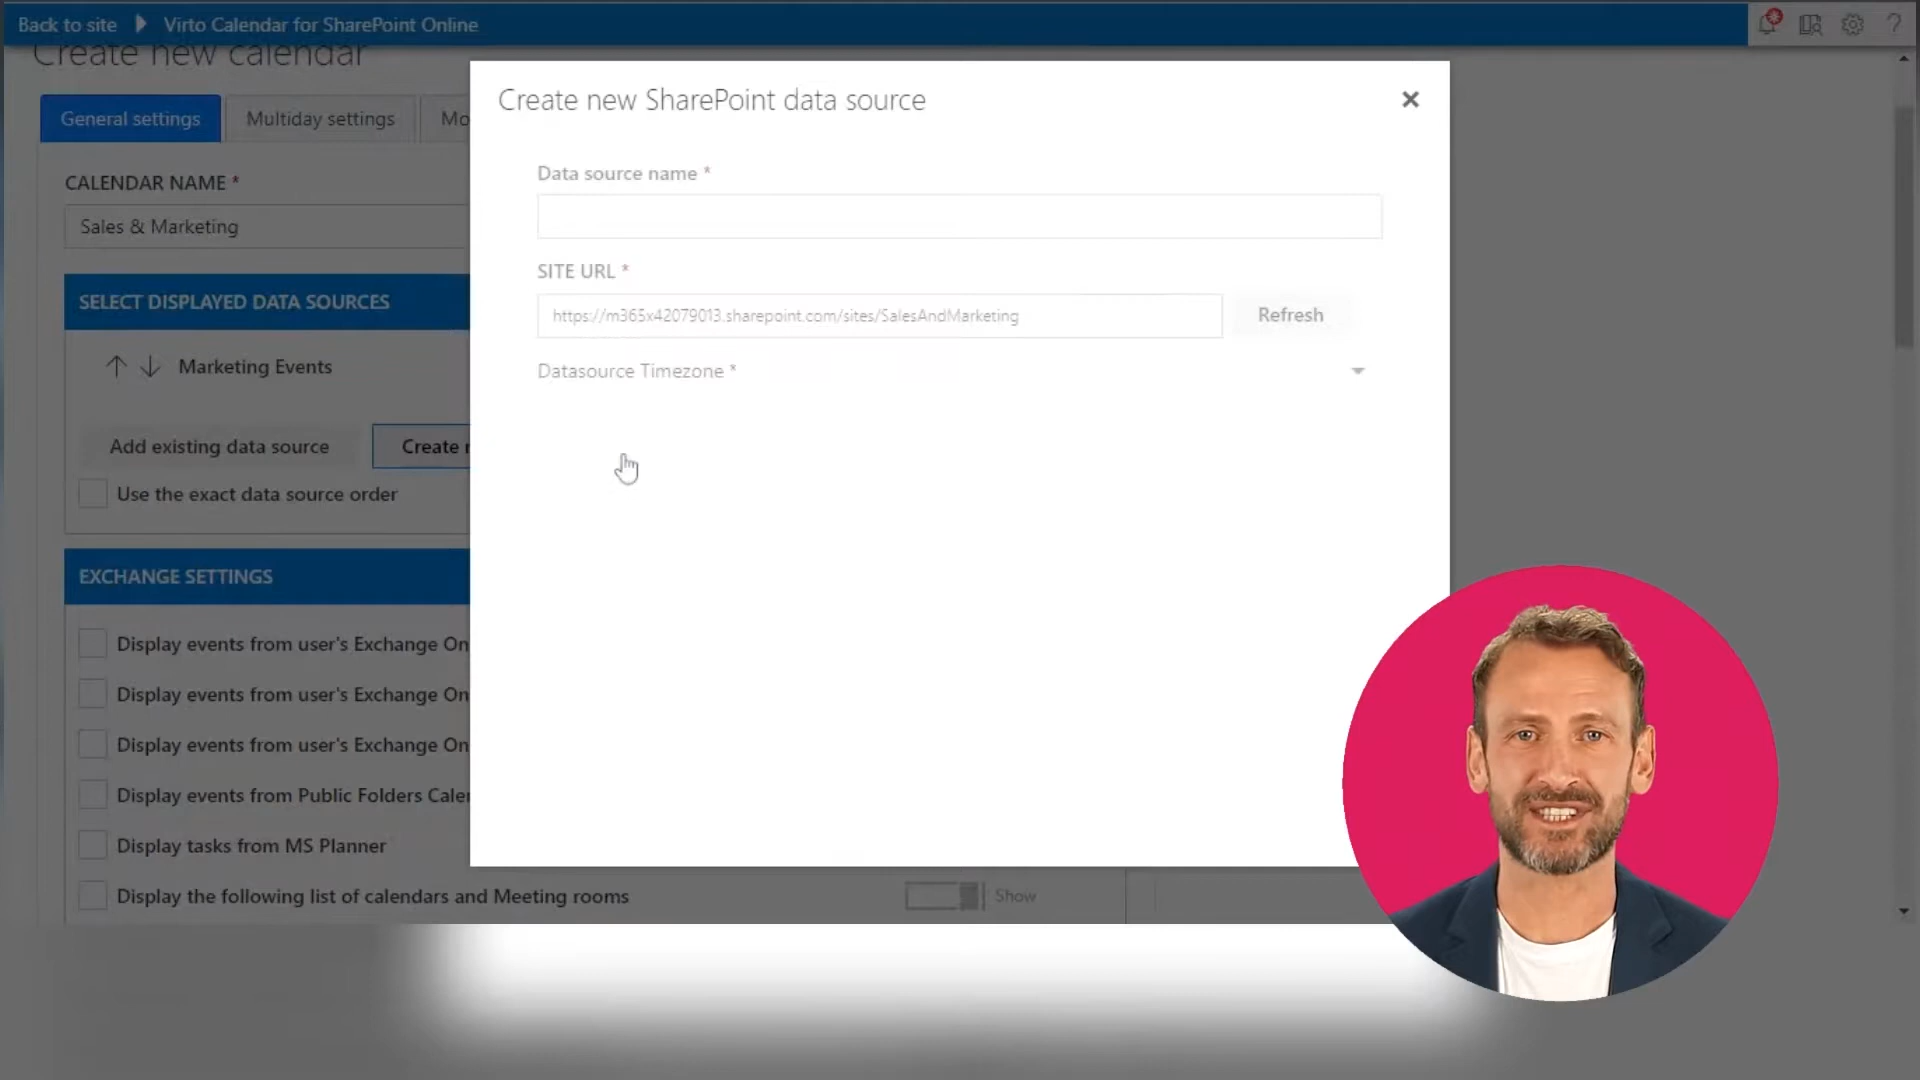 Back to site
Virto Calendar for SharePoint Online
?
Create new calendar
General settings
Multiday settings
Mo
CALENDAR NAME *
Sales & Marketing
SELECT DISPLAYED DATA SOURCES
Marketing Events
Add existing data source
Create n
Use the exact data source order
EXCHANGE SETTINGS
Display events from user's Exchange On
Display events from user's Exchange On
Display events from user's Exchange On
Display events from Public Folders Cale
Display tasks from MS Planner
Display the following list of calendars and Meeting rooms
Show
Create new SharePoint data source
Data source name *
SITE URL *
https://m365x42079013.sharepoint.com/sites/SalesAndMarketing
Refresh
Datasource Timezone *